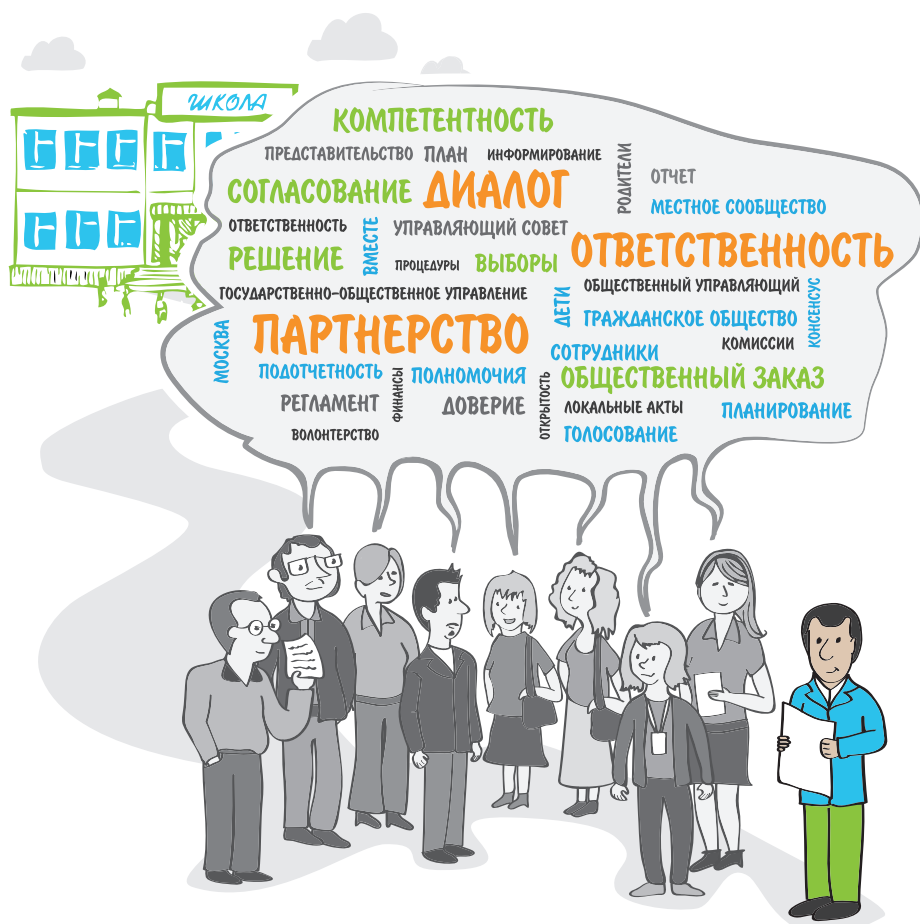 ШКОЛА
КОМПЕТЕНТНОСТЬ
ПРЕДСТАВИТЕЛЬСТВО ПЛАН ИНФОРМИРОВАНИЕ
РОДИТЕЛИ
ОТЧЕТ
СОГЛАСОВАНИЕ ДИАЛОГ
МЕСТНОЕ СООБЩЕСТВО
ОТВЕТСТВЕННОСТЬ
ВМЕСТЕ
УПРАВЛЯЮЩИЙ СОВЕТ
ОТВЕТСТВЕННОСТЬ
РЕШЕНИЕ
ПРОЦЕДУРЫ
ВЫБОРЫ
ГОСУДАРСТВЕННО-ОБЩЕСТВЕННОЕ УПРАВЛЕНИЕ
ДЕТИ
ОБЩЕСТВЕННЫЙ УПРАВЛЯЮЩИЙ
КОНСЕНСУС
МОСКВА
ПАРТНЕРСТВО
ГРАЖДАНСКОЕ ОБЩЕСТВО
КОМИССИИ
СОТРУДНИКИ
ПОДОТЧЕТНОСТЬ
ФИНАНСЫ
ПОЛНОМОЧИЯ
ОТКРЫТОСТЬ
ОБЩЕСТВЕННЫЙ ЗАКАЗ
РЕГЛАМЕНТ
ДОВЕРИЕ
ЛОКАЛЬНЫЕ АКТЫ
ПЛАНИРОВАНИЕ
ВОЛОНТЕРСТВО
ГОЛОСОВАНИЕ